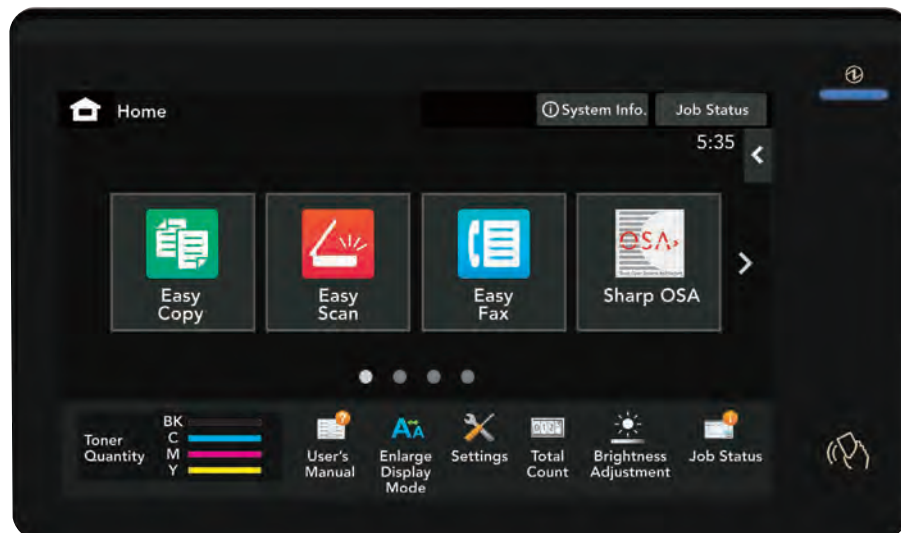 Home
System Info.
Job Status
5:35
Easy
Copy
Easy
Scan
Easy
Fax
OSA
Sharp OSA
Toner
Quantity
BK
C
M
Y
User's
Manual
Enlarge
Display
Mode
Settings
Total
Count
Brightness
Adjustment
Job Status